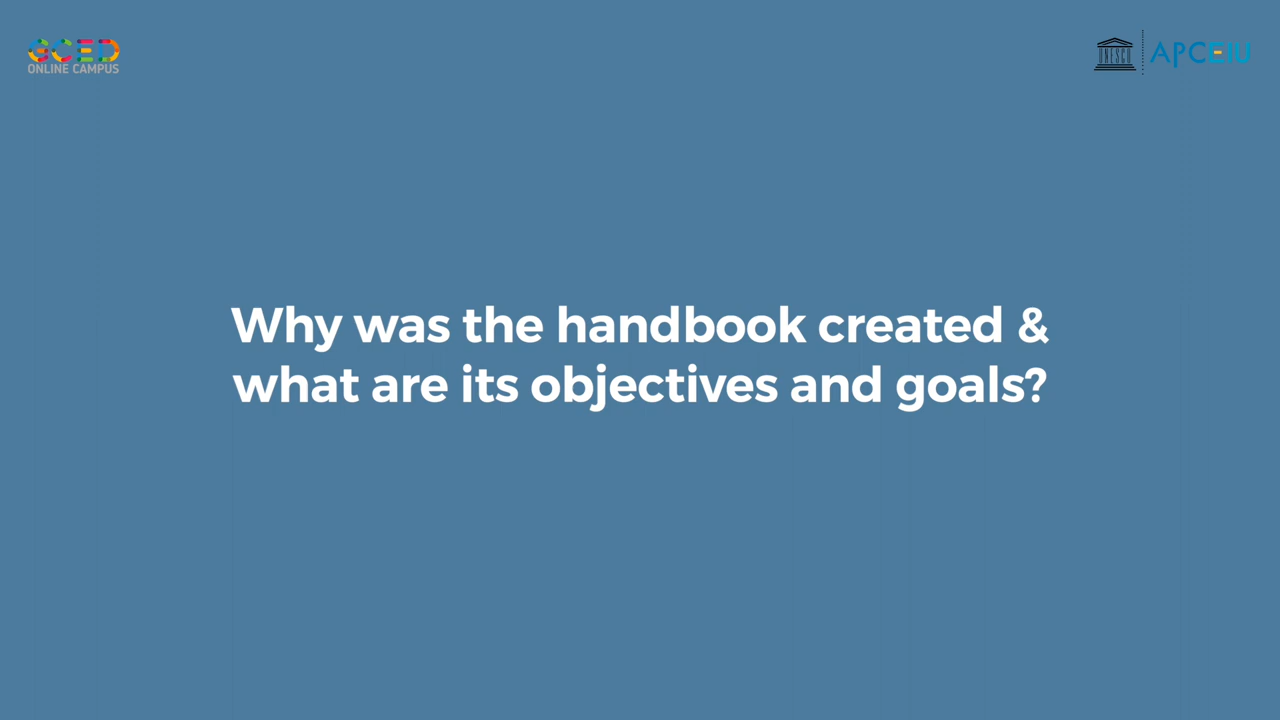 GCED
ONLINE CAMPUS
UNESCO
APCEIU
Why was the handbook created &
what are its objectives and goals?